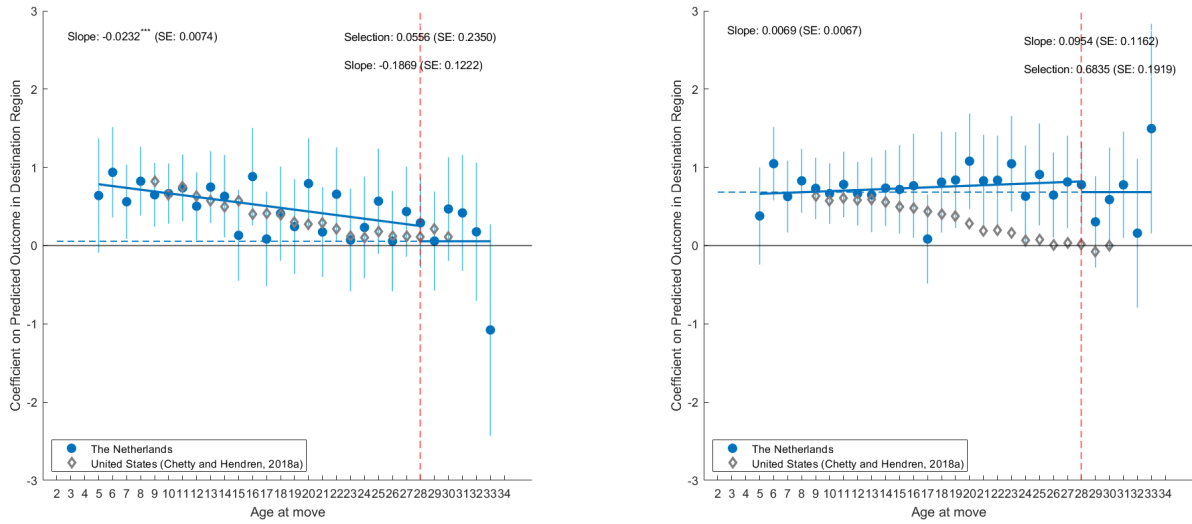 Slope: -0.0232*** (SE: 0.0074)
Selection: 0.0556 (SE: 0.2350)
Slope: -0.1869 (SE: 0.1222)
3
2
1
0
-1
-2
-3
Coefficient on Predicted Outcome in Destination Region
The Netherlands
United States (Chetty and Hendren, 2018a)
2 3 4 5 6 7 8 9 10 11 12 13 14 15 16 17 18 19 20 21 22 23 24 25 26 27 28 29 30 31 32 33 34
Age at move
Slope: 0.0069 (SE: 0.0067)
Slope: 0.0954 (SE: 0.1162)
Selection: 0.6835 (SE: 0.1919)
3
2
1
0
-1
-2
-3
Coefficient on Predicted Outcome in Destination Region
The Netherlands
United States (Chetty and Hendren, 2018a)
2 3 4 5 6 7 8 9 10 11 12 13 14 15 16 17 18 19 20 21 22 23 24 25 26 27 28 29 30 31 32 33 34
Age at move